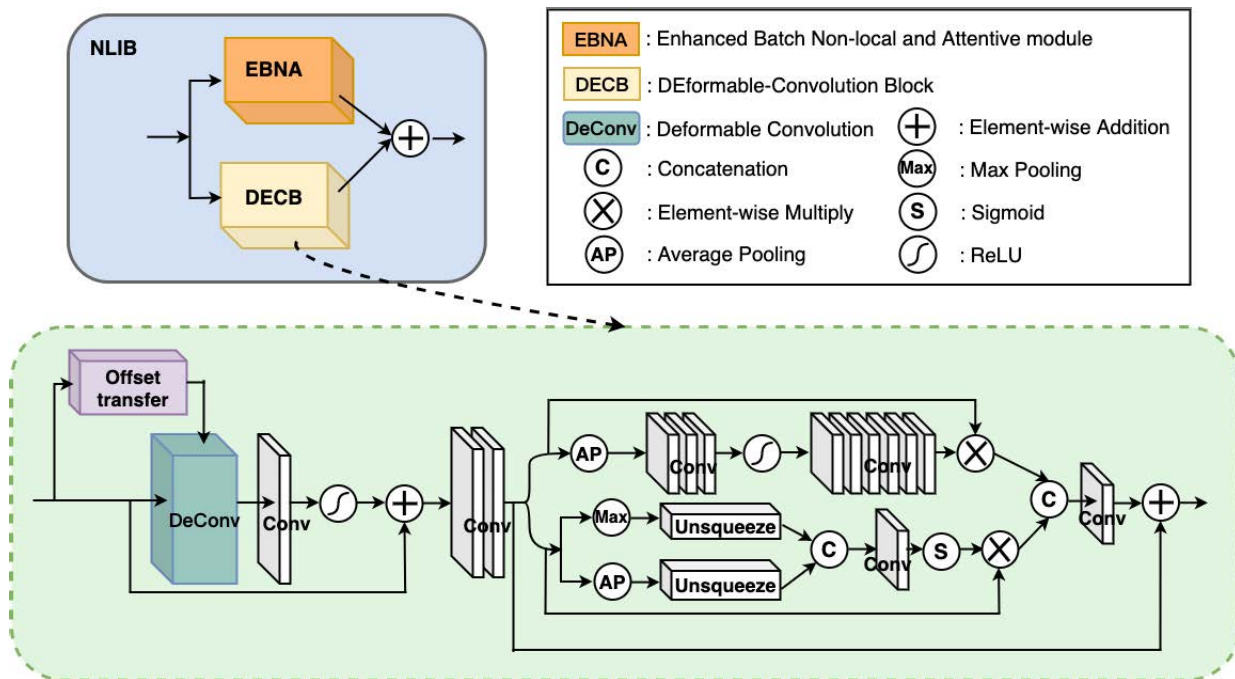 NLIB
EBNA
DECB
EBNA : Enhanced Batch Non-local and Attentive module
DECB : DEformable-Convolution Block
DeConv : Deformable Convolution
+ : Element-wise Addition
C : Concatenation
Max : Max Pooling
× : Element-wise Multiply
S : Sigmoid
AP : Average Pooling
: ReLU
Offset
transfer
DeConv
Conv
+
Conv
AP
Conv
Conv
×
Max
Unsqueeze
AP
Unsqueeze
C
Conv
S
×
C
Conv
+